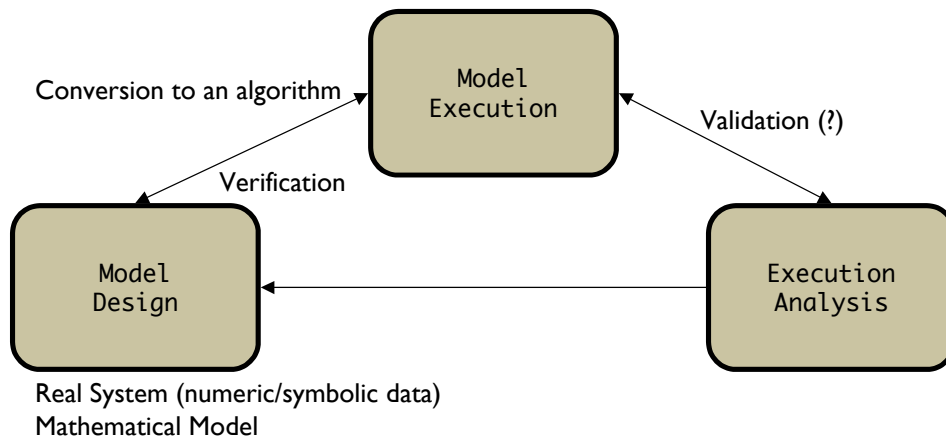 Model
Execution
Conversion to an algorithm
Validation (?)
Verification
Model
Design
Execution
Analysis
Real System (numeric/symbolic data)
Mathematical Model